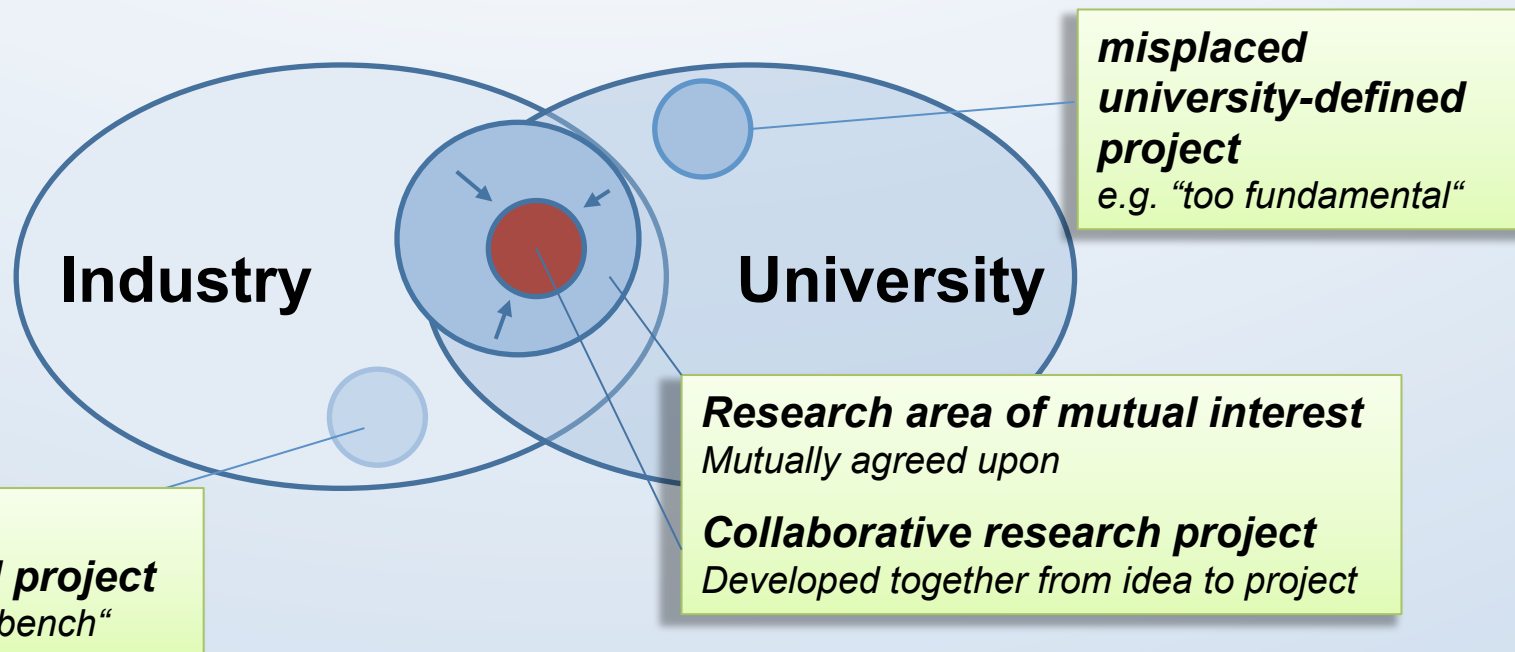 misplaced
university-defined
project
e.g. “too fundamental“
Industry
University
Research area of mutual interest
Mutually agreed upon
Collaborative research project
Developed together from idea to project
project
bench“